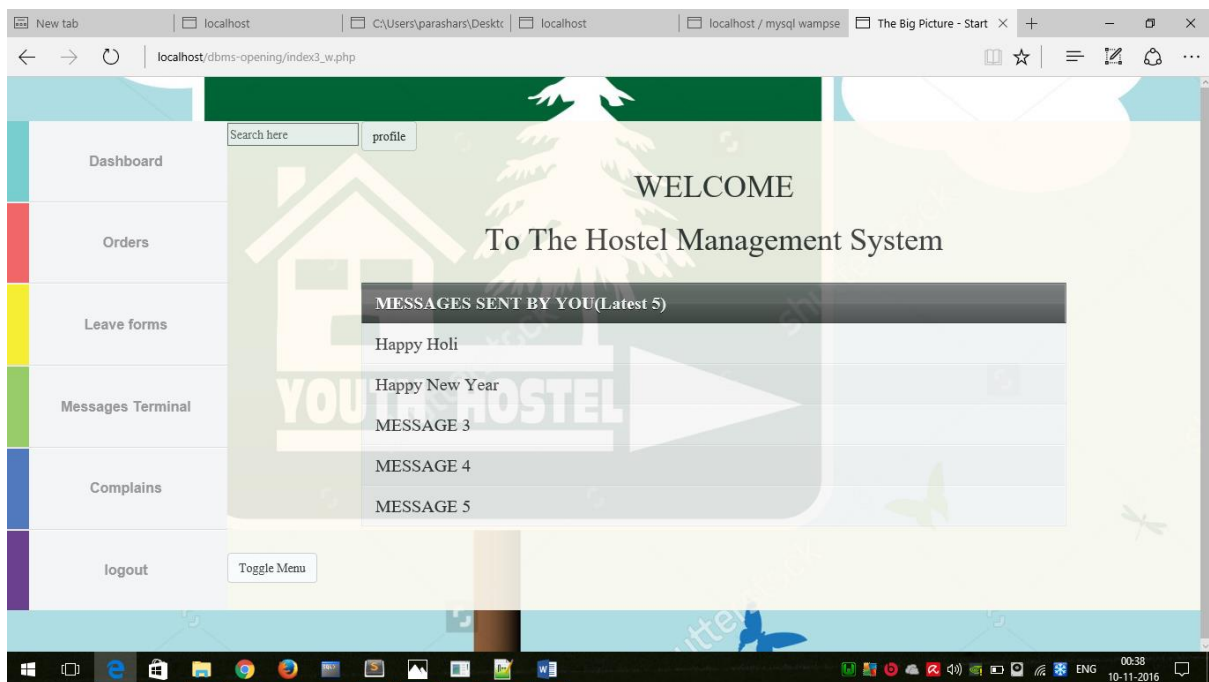 New tab
localhost
C:\Users\parashars\Deskto
localhost
localhost / mysql wampse
The Big Picture - Start
localhost/dbms-opening/index3_w.php
Search here
profile
Dashboard
WELCOME
Orders
To The Hostel Management System
MESSAGES SENT BY YOU(Latest 5)
Leave forms
Happy Holi
Happy New Year
YOUTH HOSTEL
Messages Terminal
MESSAGE 3
MESSAGE 4
Complains
MESSAGE 5
logout
Toggle Menu
shutterstock
ENG
00:38
10-11-2016